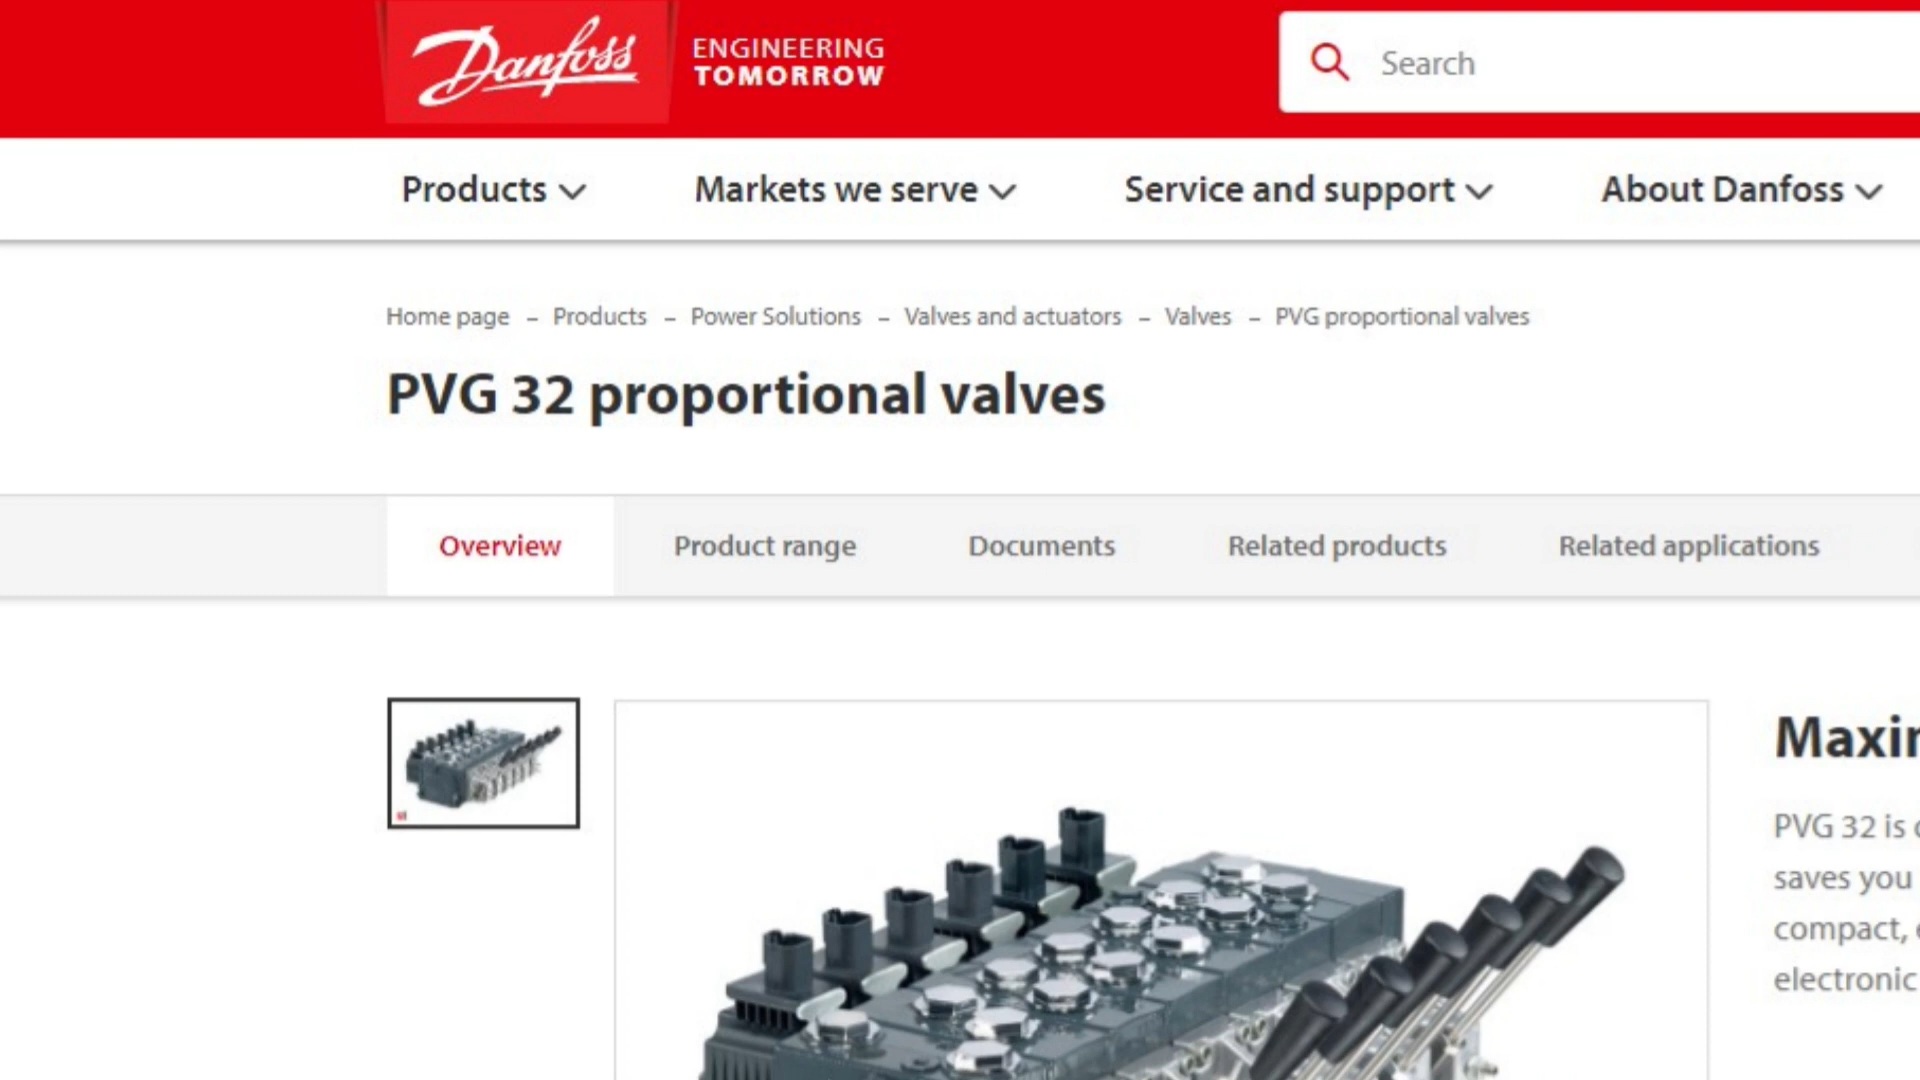 Danfoss
ENGINEERING
TOMORROW
Search
Products
Markets we serve
Service and support
About Danfoss
Home page – Products – Power Solutions – Valves and actuators – Valves – PVG proportional valves
PVG 32 proportional valves
Overview
Product range
Documents
Related products
Related applications
PVG 32 is
saves you
compact,
electronic